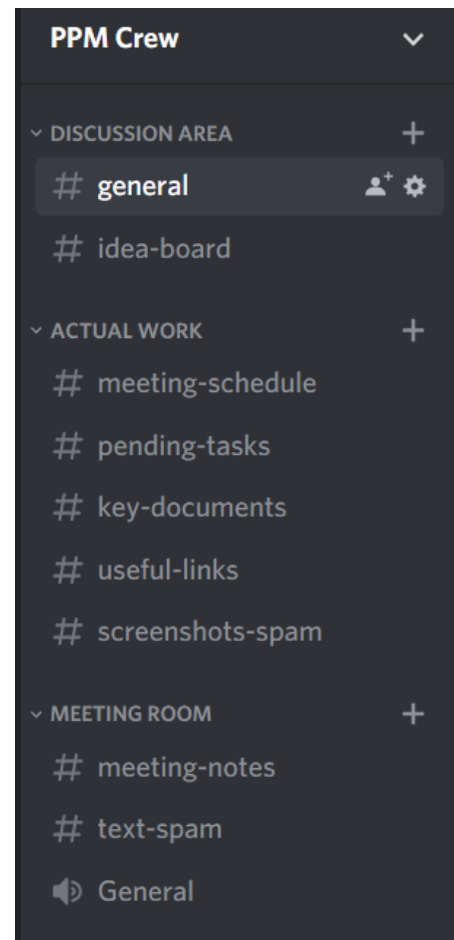 PPM Crew
DISCUSSION AREA
general
idea-board
ACTUAL WORK
meeting-schedule
pending-tasks
key-documents
useful-links
screenshots-spam
MEETING ROOM
meeting-notes
text-spam
General